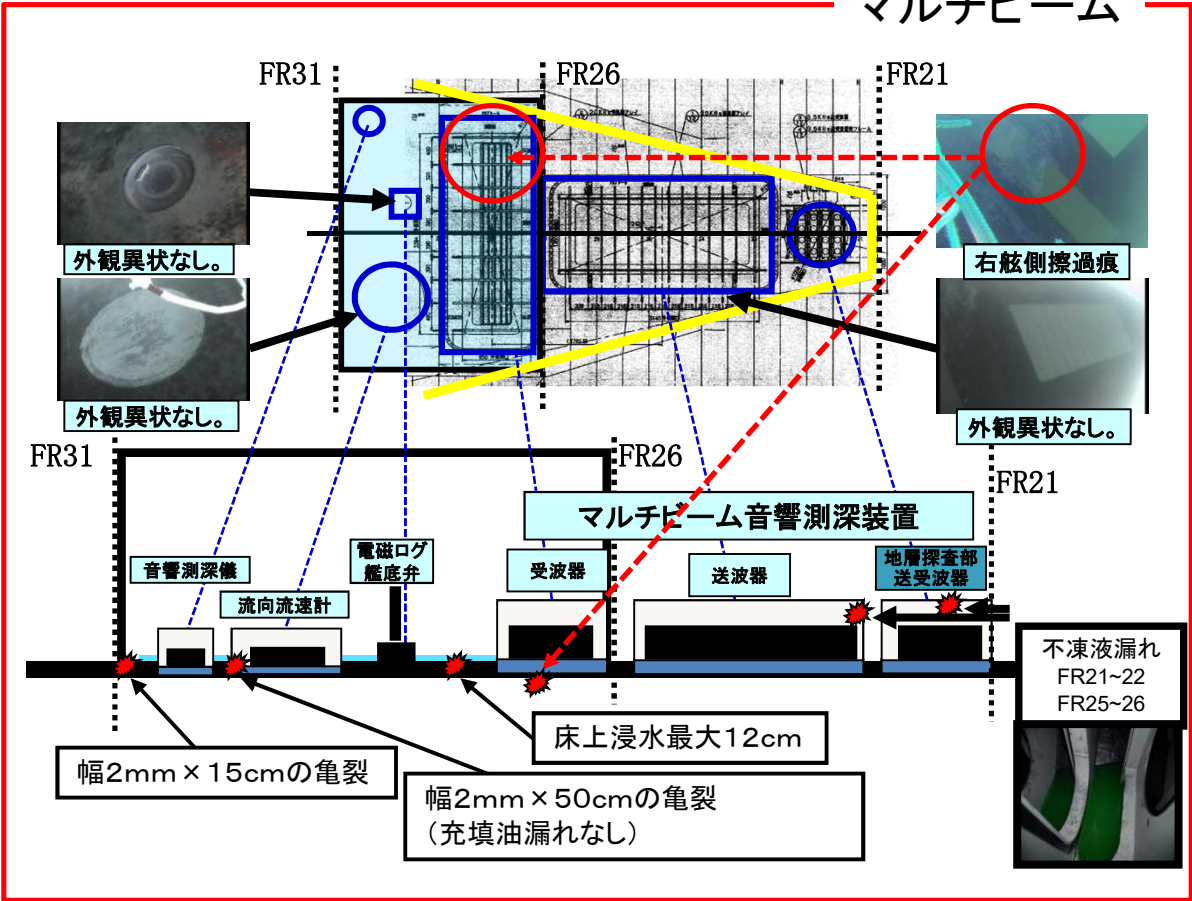 マルチビーム
FR31
FR26
FR21
外観異状なし。
右舷側擦過痕
外観異状なし。
外観異状なし。
FR31
FR26
FR21
マルチビーム音響測深装置
音響測深儀
流向流速計
電磁ログ
艦底弁
受波器
送波器
地層探査部
送受波器
不凍液漏れ
FR21~22
FR25~26
床上浸水最大12cm
幅2mm×15cmの亀裂
幅2mm×50cmの亀裂
(充填油漏れなし)